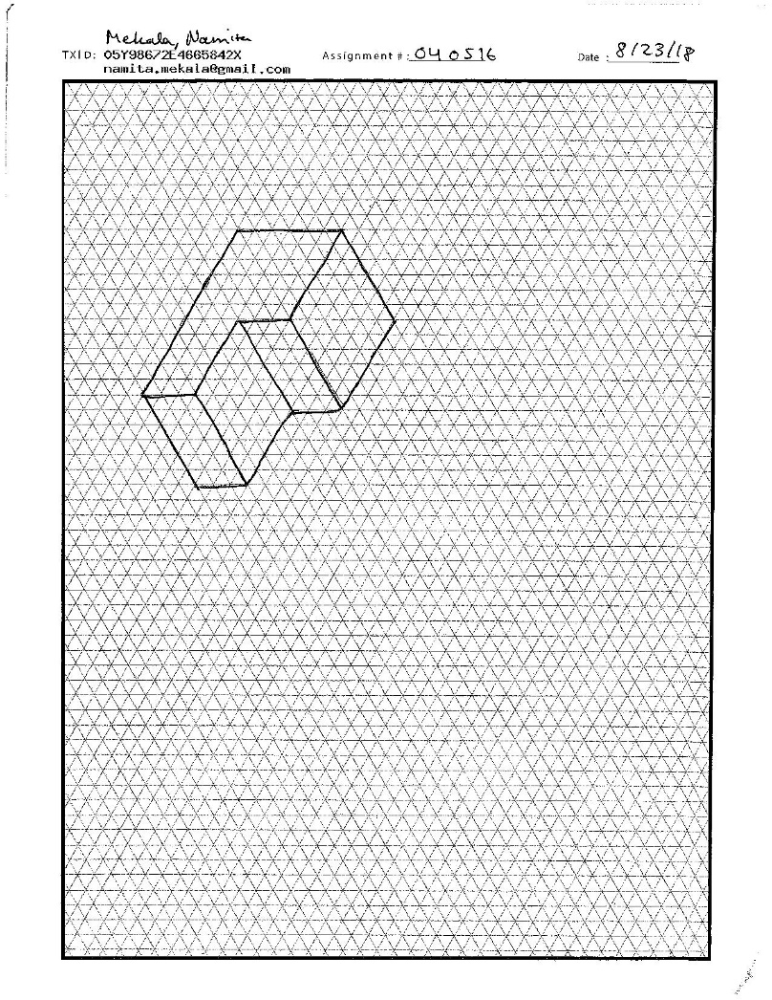 Mekala, Namita
TXID: 05Y98672E4665842X Assignment #: 040516 Date: 8/23/18
namita.mekala@gmail.com